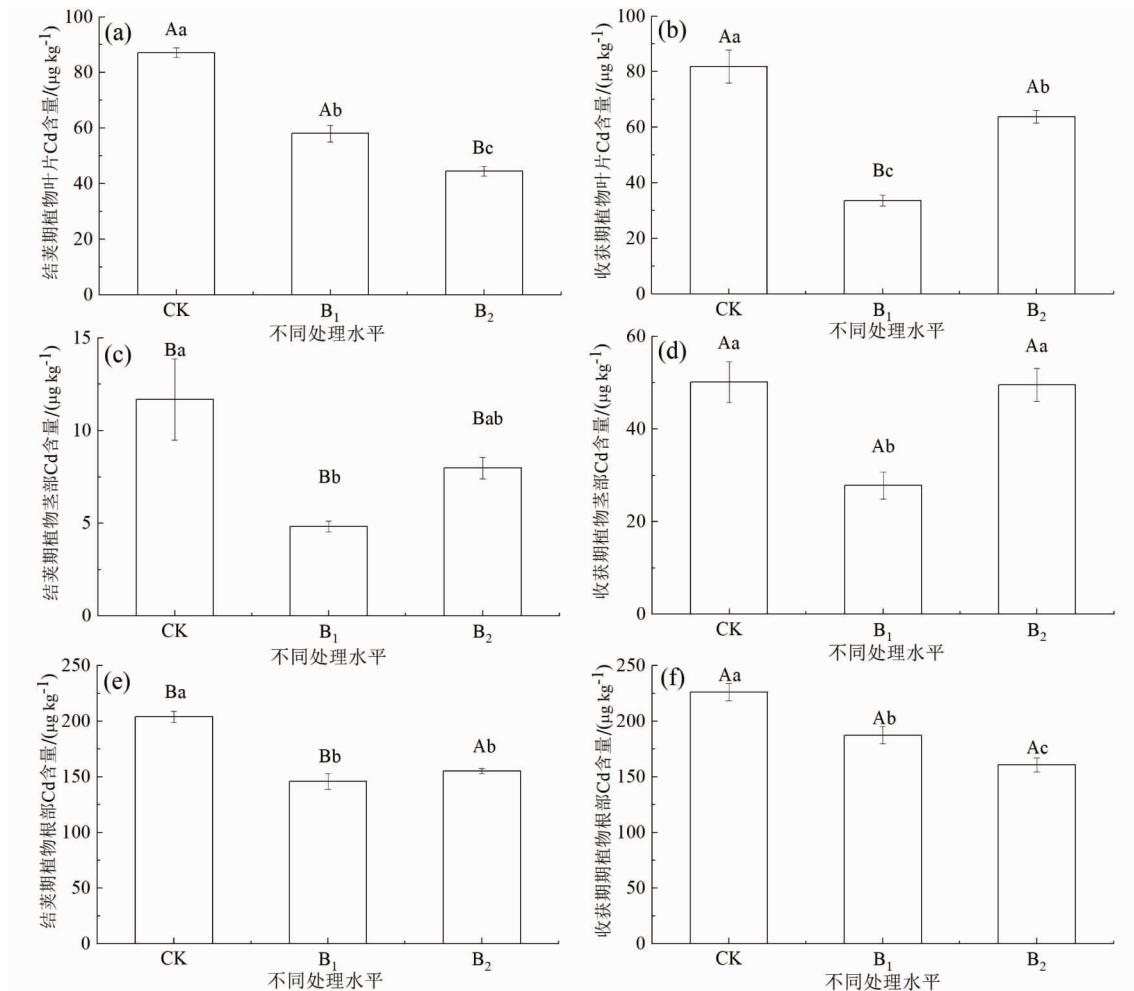 (a)
结荚期植物叶片Cd含量/(μg kg⁻¹)
100
80
60
40
20
0
Aa
Ab
Bc
CK
B₁
B₂
不同处理水平
(b)
收获期植物叶片Cd含量/(μg kg⁻¹)
100
80
60
40
20
0
Aa
Bc
Ab
CK
B₁
B₂
不同处理水平
(c)
结荚期植物茎部Cd含量/(μg kg⁻¹)
15
10
5
0
Ba
Bb
Bab
CK
B₁
B₂
不同处理水平
(d)
收获期植物茎部Cd含量/(μg kg⁻¹)
60
40
20
0
Aa
Ab
Aa
CK
B₁
B₂
不同处理水平
(e)
结荚期植物根部Cd含量/(μg kg⁻¹)
250
200
150
100
50
0
Ba
Bb
Ab
CK
B₁
B₂
不同处理水平
(f)
收获期期植物根部Cd含量/(μg kg⁻¹)
250
200
150
100
50
0
Aa
Ab
Ac
CK
B₁
B₂
不同处理水平